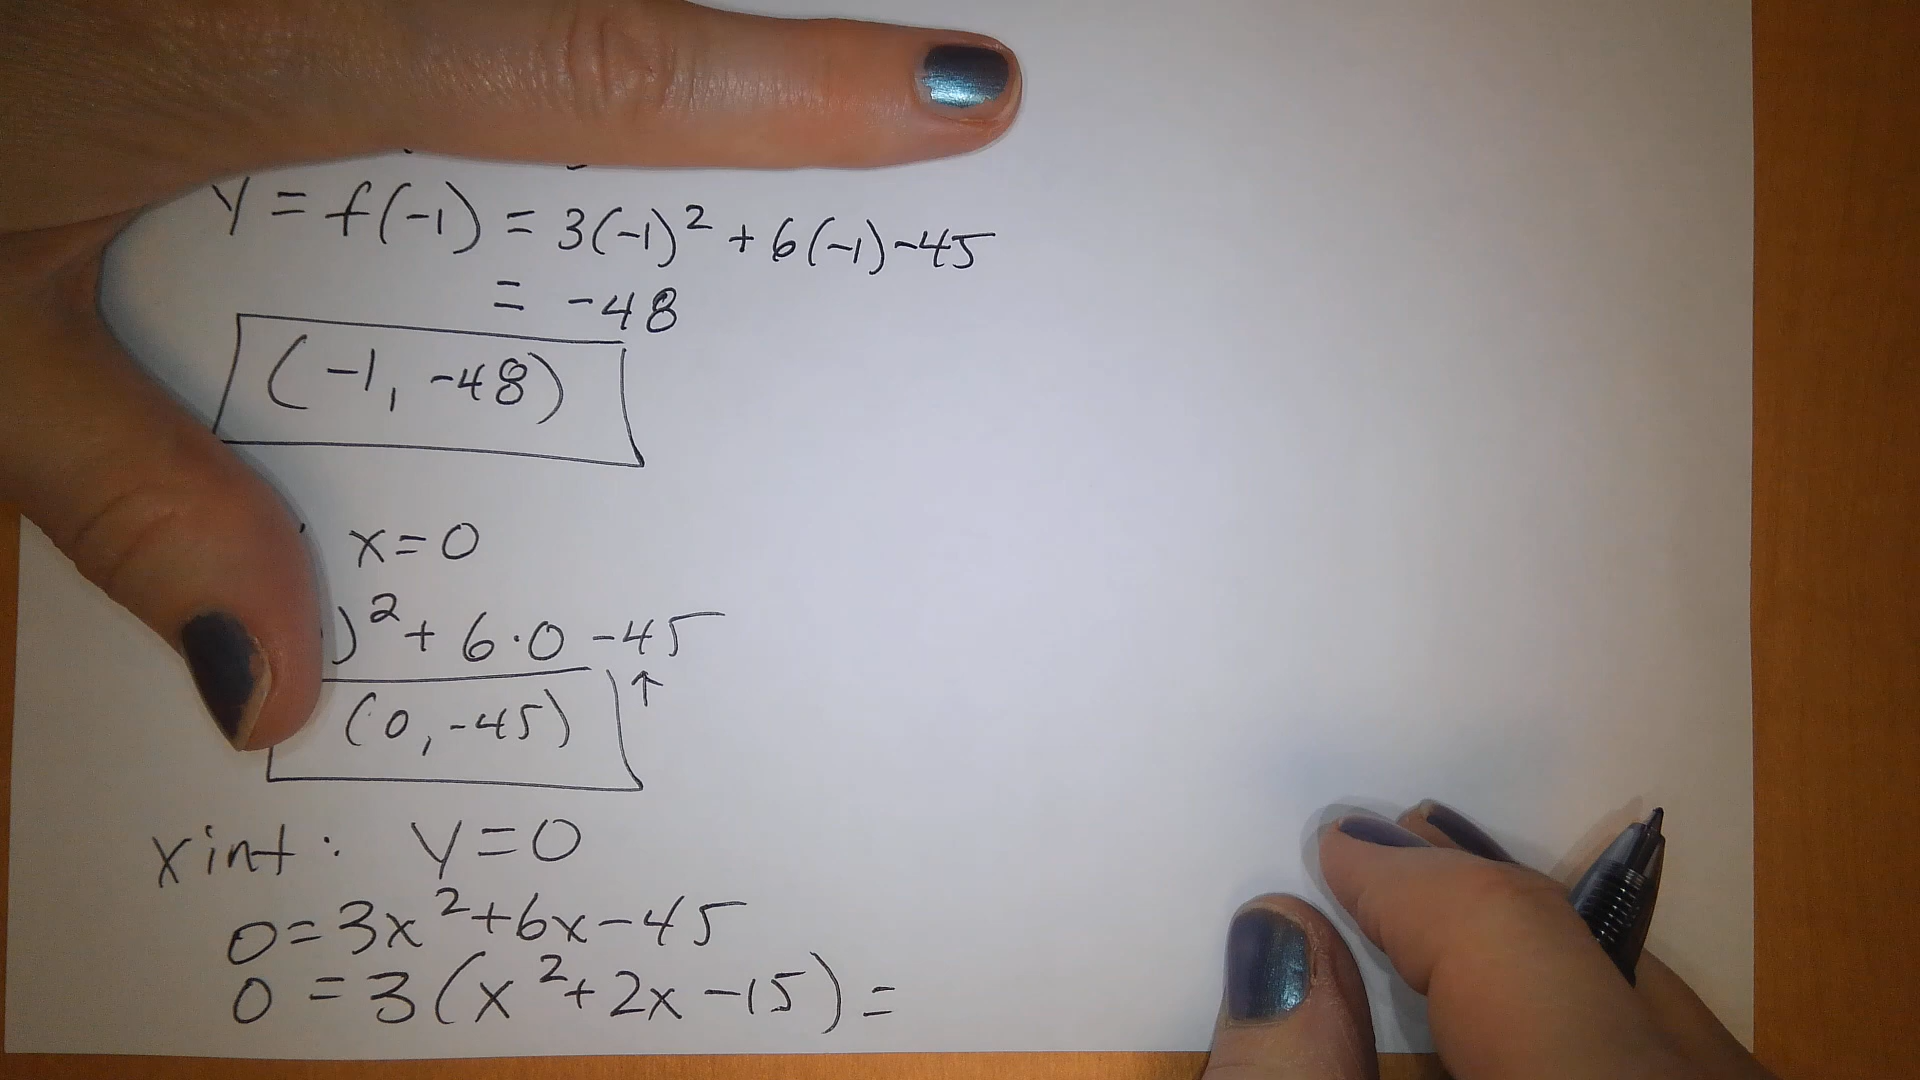 y = f(-1) = 3(-1)² + 6(-1) -45
= -48
(-1, -48)
x=0
)² + 6·0 -45
↑
(0, -45)
x int: y=0
0=3x²+6x-45
0 = 3(x²+2x-15) =